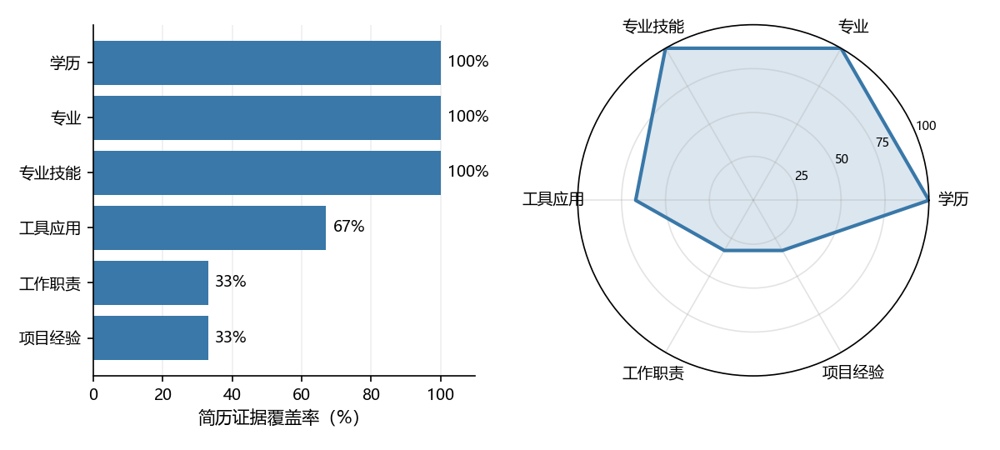 学历
100%
专业
100%
专业技能
100%
工具应用
67%
工作职责
33%
项目经验
33%
0 20 40 60 80 100
简历证据覆盖率（%）
专业技能
专业
100
75
50
25
工具应用
学历
工作职责
项目经验